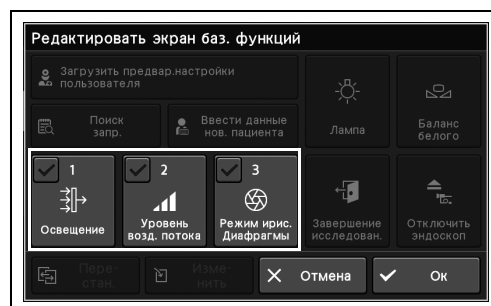 Редактировать экран баз. функций
Загрузить предвар.настройки
пользователя
Поиск
запр.
Ввести данные
нов. пациента
Лампа
Баланс
белого
1
Освещение
2
Уровень
возд. потока
3
Режим ирис.
Диафрагмы
Завершение
исследован.
Отключить
эндоскоп
Пере-
стан.
Изме-
нить
Отмена
Ок